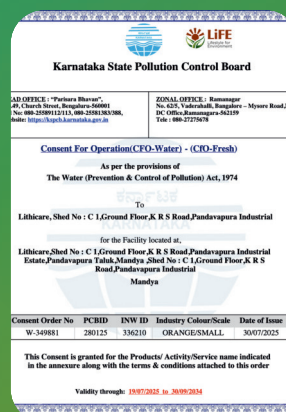 LiFE
Lifestyle for
Environment
Karnataka State Pollution Control Board
AD OFFICE : "Parisara Bhavan",
49, Church Street, Bengaluru-560001
No: 080-25589112/113, 080-25581383/388,
bsite: https://kspcb.karnataka.gov.in
ZONAL OFFICE : Ramanagar
No. 62/5, Vaderahalli, Bangalore – Mysore Road,
DC Office,Ramanagara-562159
Tele : 080-27275678
Consent For Operation(CFO-Water) - (CfO-Fresh)
As per the provisions of
The Water (Prevention & Control of Pollution) Act, 1974
To
Lithicare, Shed No : C 1,Ground Floor,K R S Road,Pandavapura Industrial
for the Facility located at,
Lithicare,Shed No : C 1,Ground Floor,K R S Road,Pandavapura Industrial
Estate,Pandavapura Taluk,Mandya ,Shed No : C 1,Ground Floor,K R S
Road,Pandavapura Industrial
Mandya
Consent Order No PCBID INW ID Industry Colour/Scale Date of Issue
W-349881 280125 336210 ORANGE/SMALL 30/07/2025
This Consent is granted for the Products/ Activity/Service name indicated
in the annexure along with the terms & conditions attached to this order
Validity through: 19/07/2025 to 30/09/2034